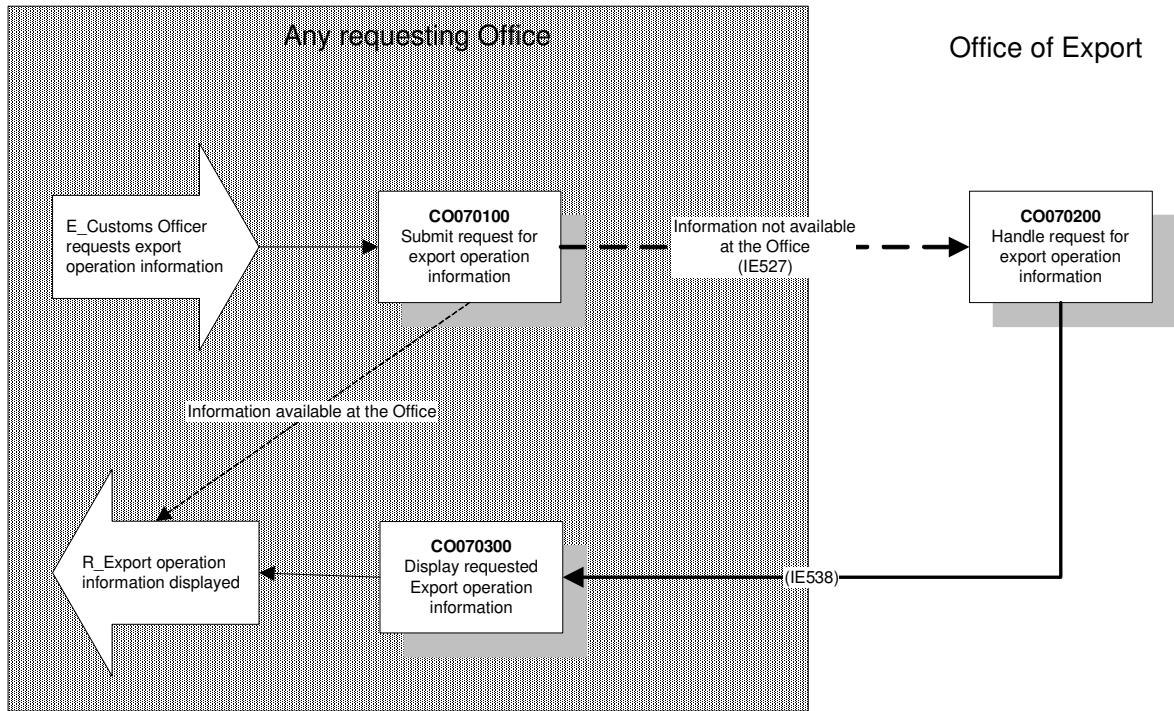 Any requesting Office
Office of Export
E_Customs Officer
requests export
operation information
CO070100
Submit request for
export operation
information
Information not available
at the Office
(IE527)
CO070200
Handle request for
export operation
information
Information available at the Office
R_Export operation
information displayed
CO070300
Display requested
Export operation
information
(IE538)